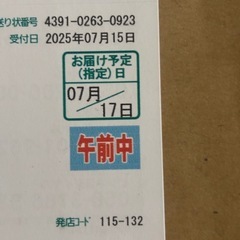 送り状番号 4391-0263-0923
受付日 2025年07月15日
お届け予定
(指定)日
07月
17日
午前中
発店コード 115-132